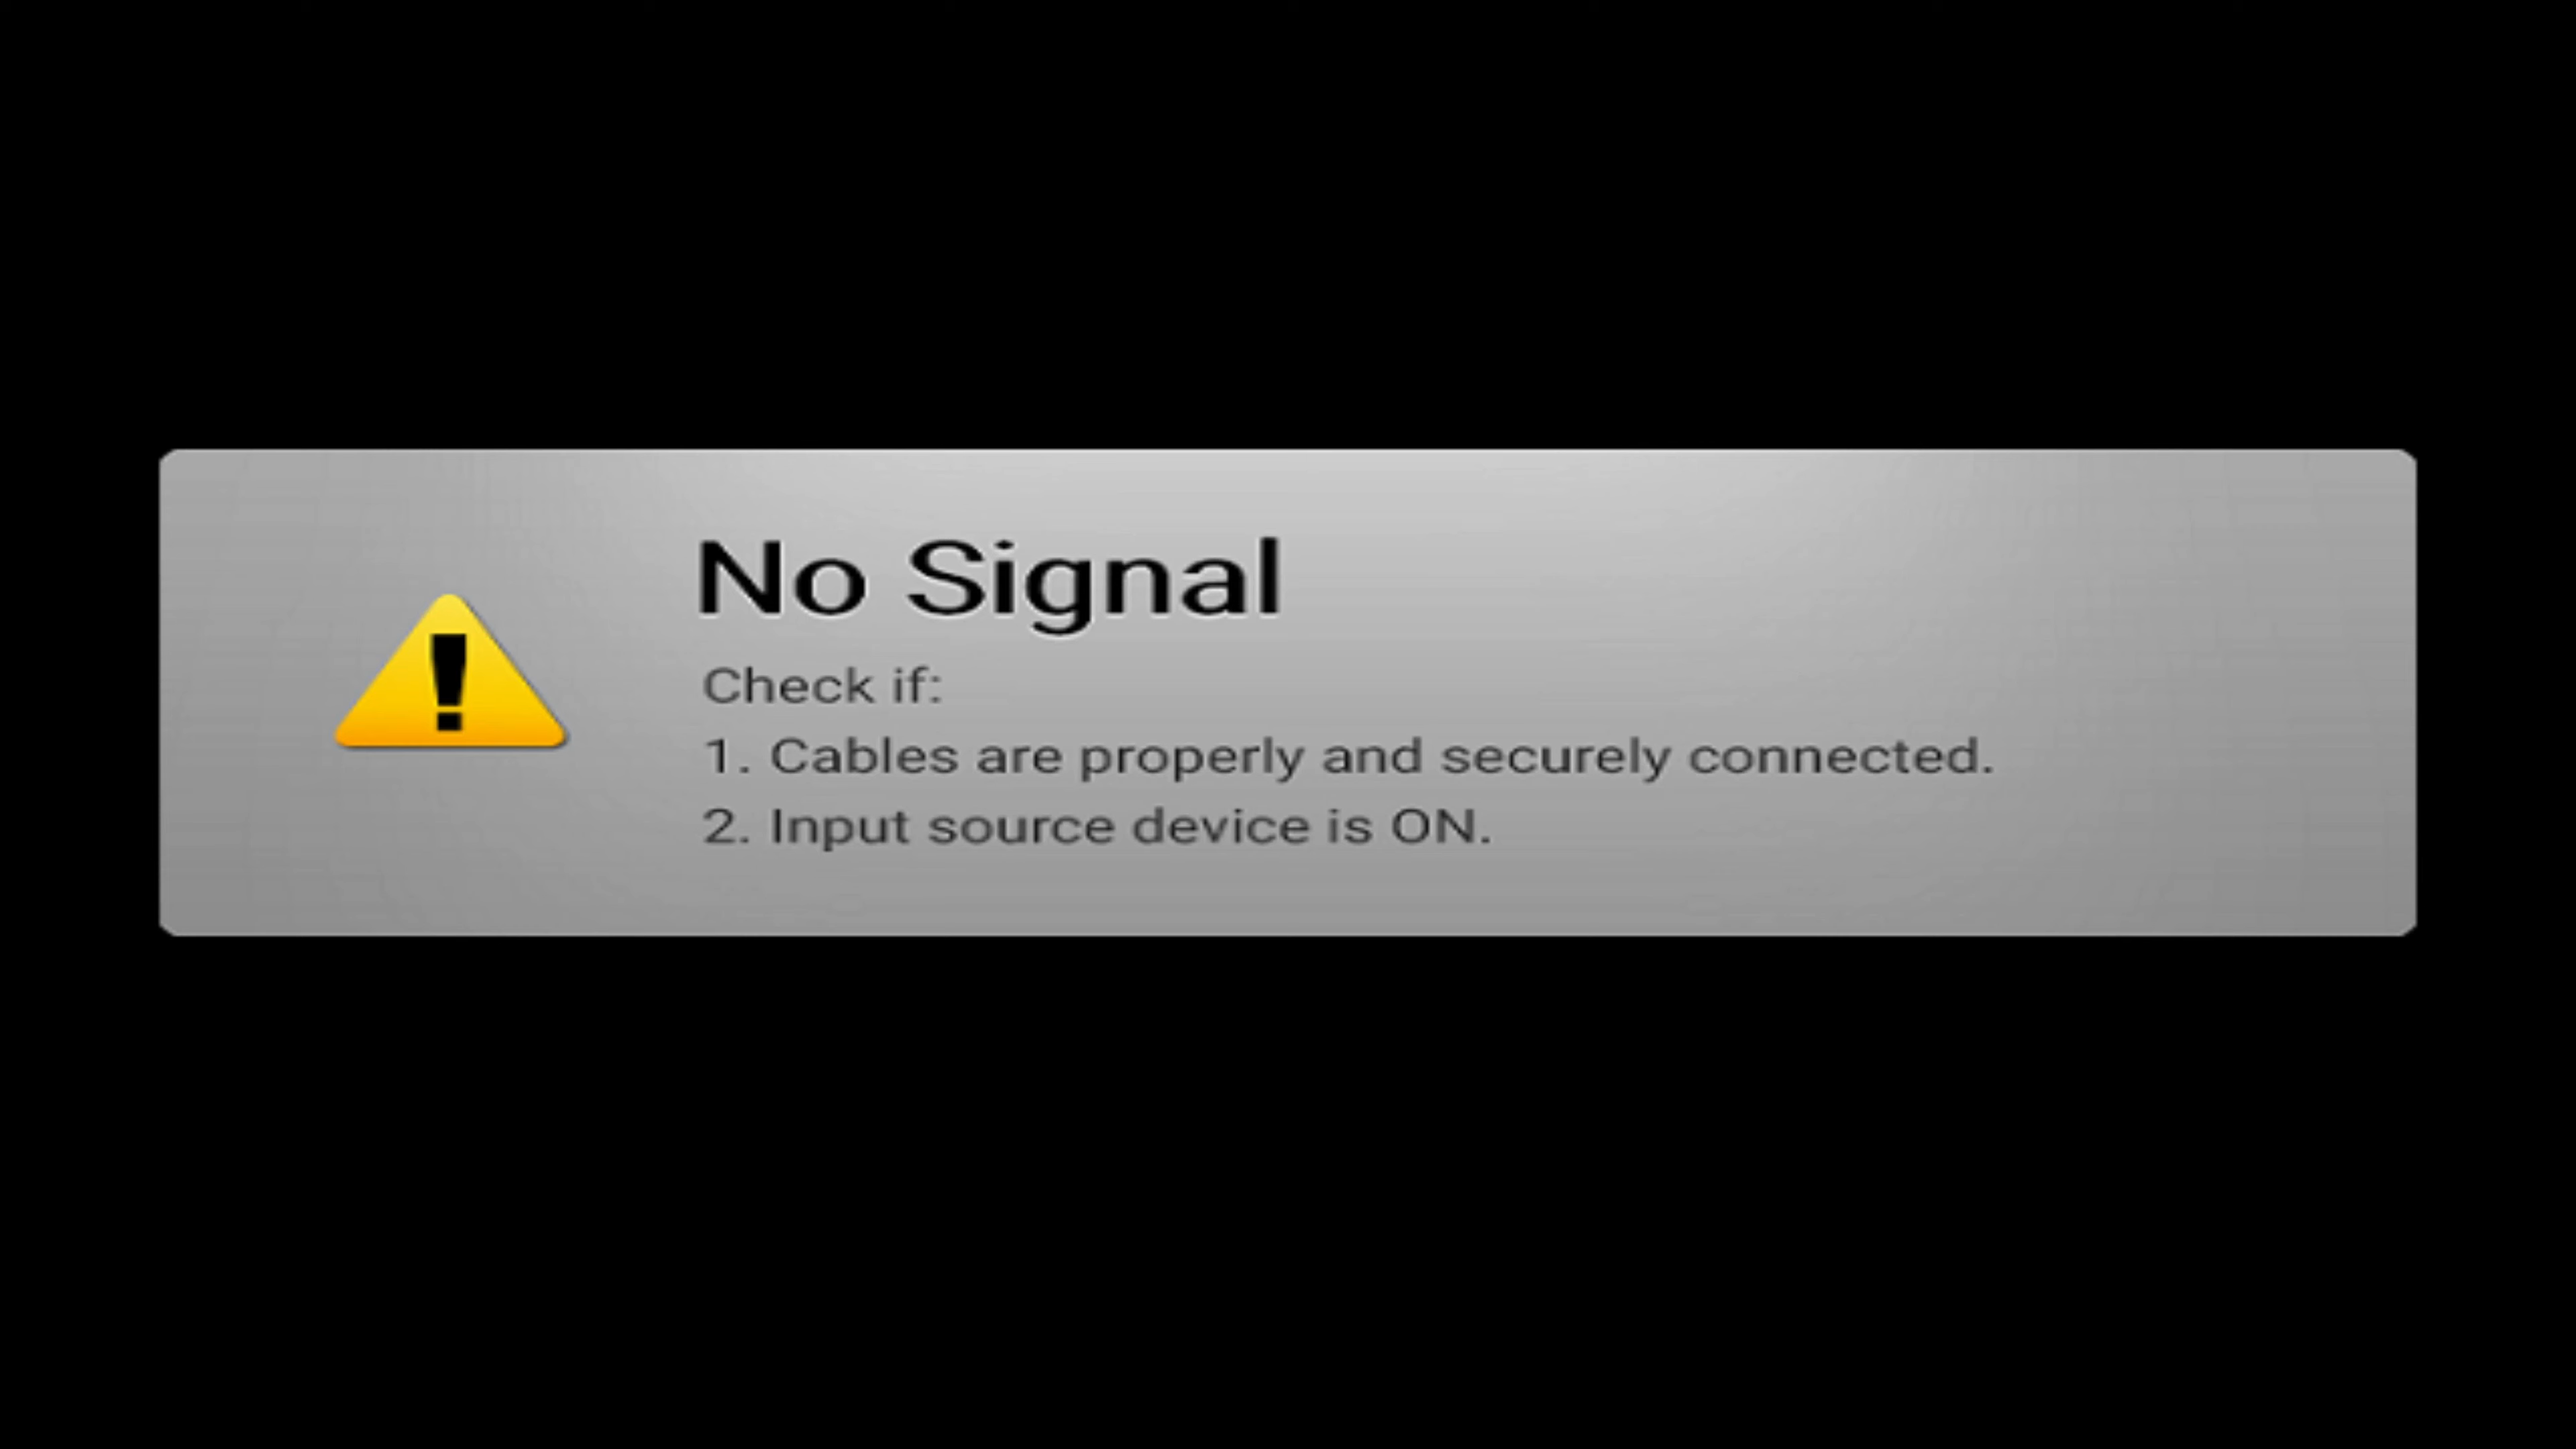 No Signal
Check if:
1. Cables are properly and securely connected.
2. Input source device is ON.